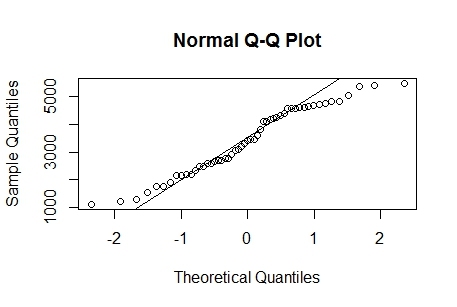 Normal Q-Q Plot
Sample Quantiles
5000
3000
1000
-2 -1 0 1 2
Theoretical Quantiles